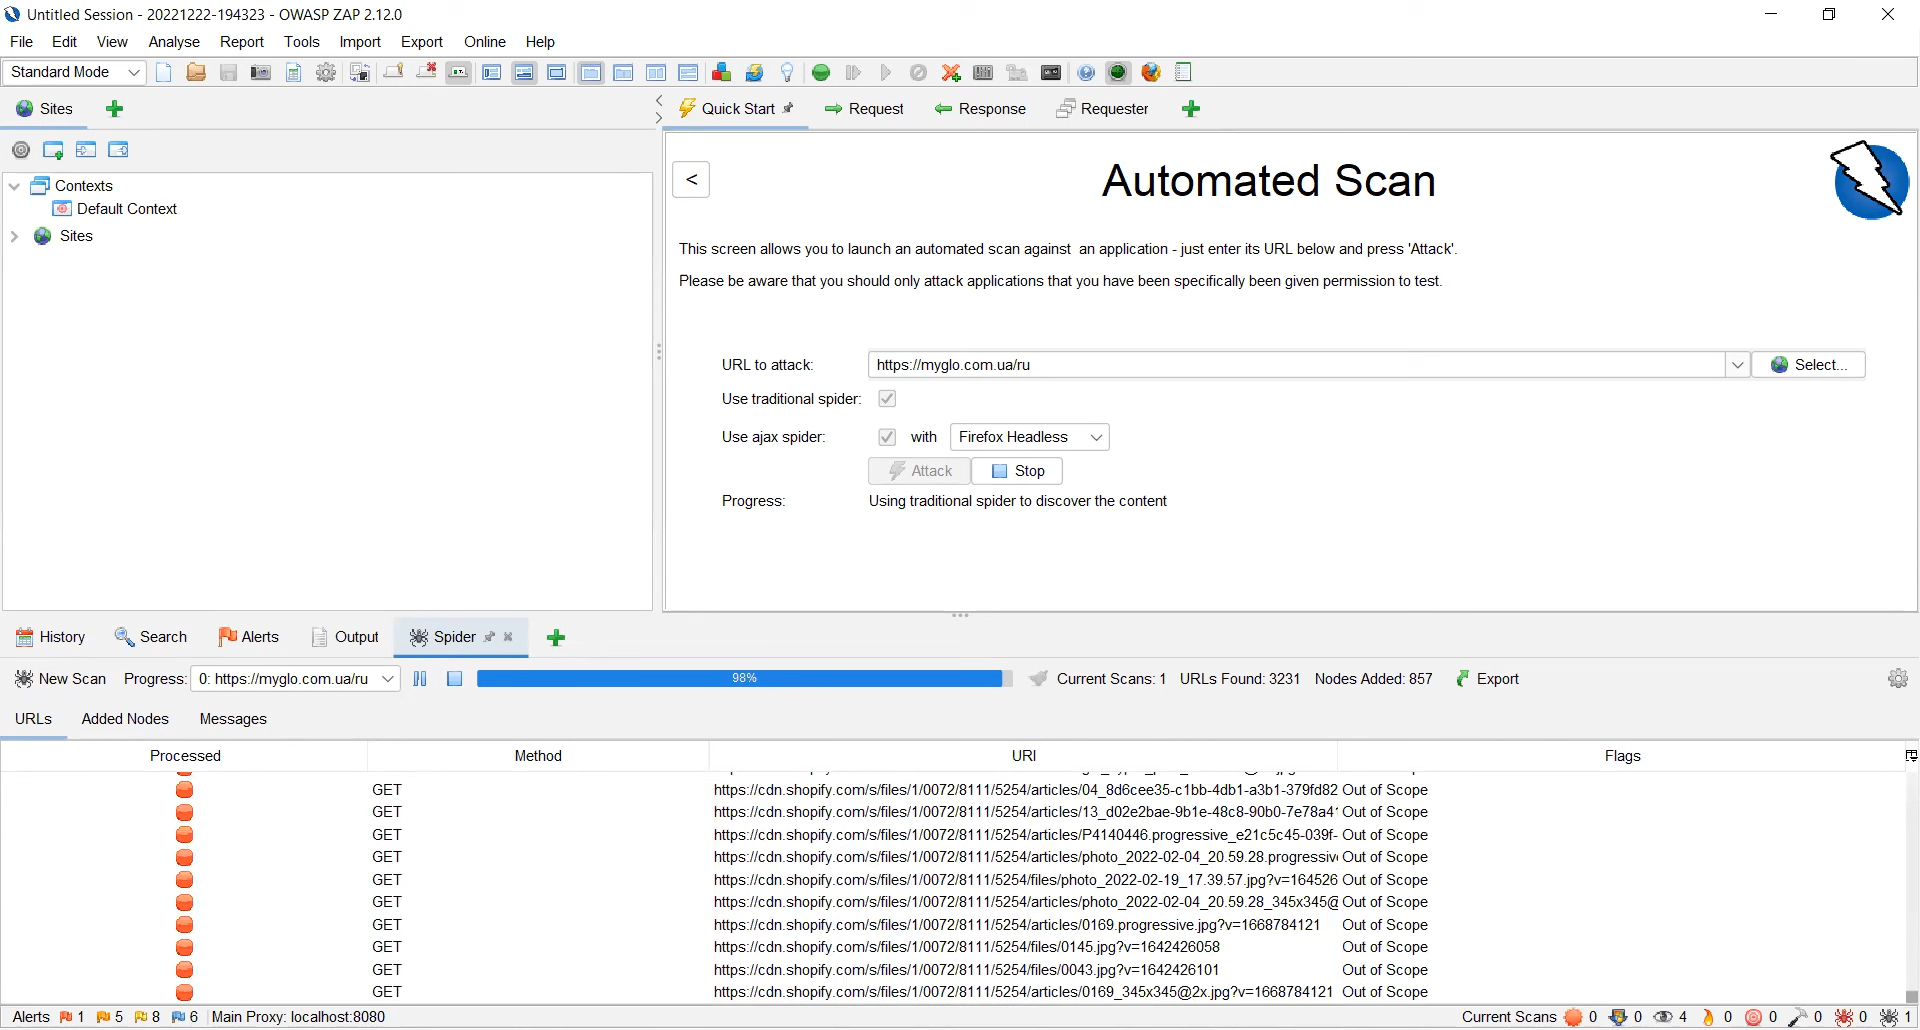 Untitled Session - 20221222-194323 - OWASP ZAP 2.12.0
File Edit View Analyse Report Tools Import Export Online Help
Standard Mode
Sites
Quick Start Request Response Requester
<
Automated Scan
Contexts
Default Context
Sites
This screen allows you to launch an automated scan against  an application - just enter its URL below and press 'Attack'.
Please be aware that you should only attack applications that you have been specifically been given permission to test.
URL to attack: https://myglo.com.ua/ru Select...
Use traditional spider:
Use ajax spider: with Firefox Headless
Attack Stop
Progress: Using traditional spider to discover the content
History Search Alerts Output Spider
New Scan Progress: 0: https://myglo.com.ua/ru 98% Current Scans: 1 URLs Found: 3231 Nodes Added: 857 Export
URLs Added Nodes Messages
Processed Method URI Flags
GET https://cdn.shopify.com/s/files/1/0072/8111/5254/articles/04_8d6cee35-c1bb-4db1-a3b1-379fd82 Out of Scope
GET https://cdn.shopify.com/s/files/1/0072/8111/5254/articles/13_d02e2bae-9b1e-48c8-90b0-7e78a4 Out of Scope
GET https://cdn.shopify.com/s/files/1/0072/8111/5254/articles/P4140446.progressive_e21c5c45-039f- Out of Scope
GET https://cdn.shopify.com/s/files/1/0072/8111/5254/articles/photo_2022-02-04_20.59.28.progressiv Out of Scope
GET https://cdn.shopify.com/s/files/1/0072/8111/5254/files/photo_2022-02-19_17.39.57.jpg?v=164526 Out of Scope
GET https://cdn.shopify.com/s/files/1/0072/8111/5254/articles/photo_2022-02-04_20.59.28_345x345@ Out of Scope
GET https://cdn.shopify.com/s/files/1/0072/8111/5254/articles/0169.progressive.jpg?v=1668784121 Out of Scope
GET https://cdn.shopify.com/s/files/1/0072/8111/5254/files/0145.jpg?v=1642426058 Out of Scope
GET https://cdn.shopify.com/s/files/1/0072/8111/5254/files/0043.jpg?v=1642426101 Out of Scope
GET https://cdn.shopify.com/s/files/1/0072/8111/5254/articles/0169_345x345@2x.jpg?v=1668784121 Out of Scope
Alerts 1 5 8 6 Main Proxy: localhost:8080 Current Scans 0 0 4 0 0 0 0 1